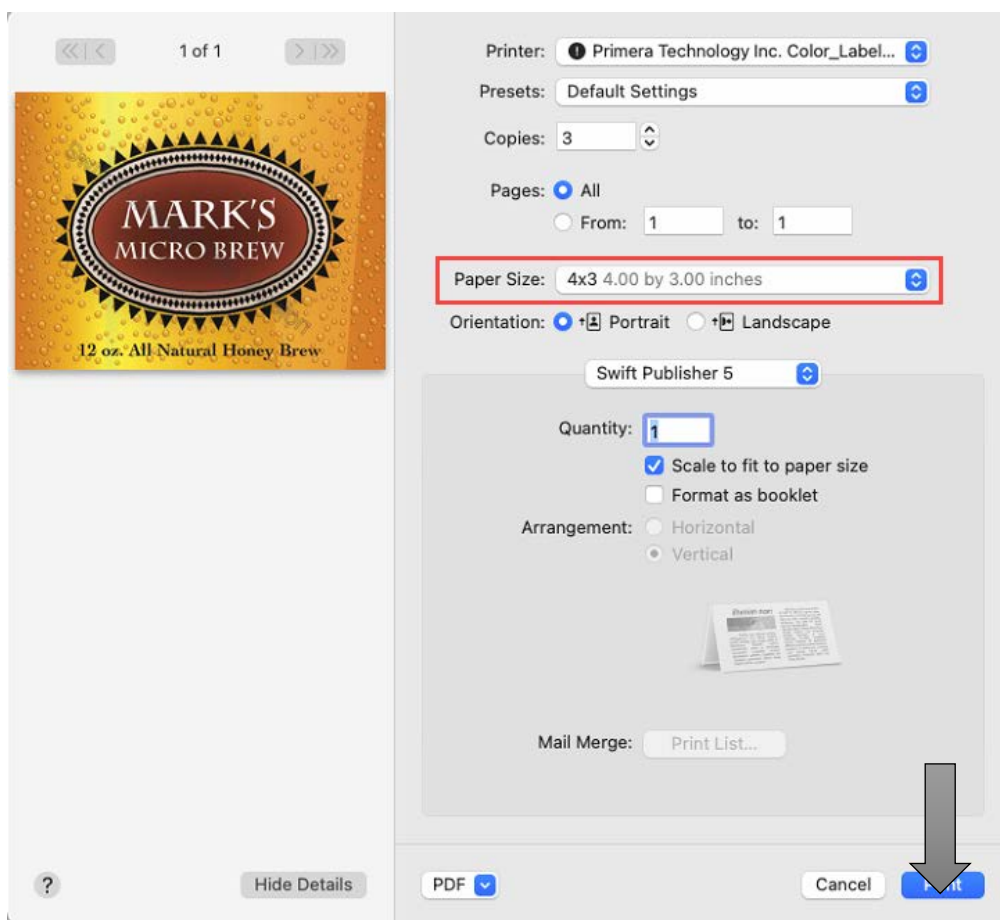 1 of 1
MARK'S
MICRO BREW
12 oz. All Natural Honey Brew
Printer: Primera Technology Inc. Color_Label...
Presets: Default Settings
Copies: 3
Pages: All
From: 1 to: 1
Paper Size: 4x3 4.00 by 3.00 inches
Orientation: Portrait Landscape
Swift Publisher 5
Quantity: 1
Scale to fit to paper size
Format as booklet
Arrangement: Horizontal
Vertical
Mail Merge: Print List...
? Hide Details PDF Cancel